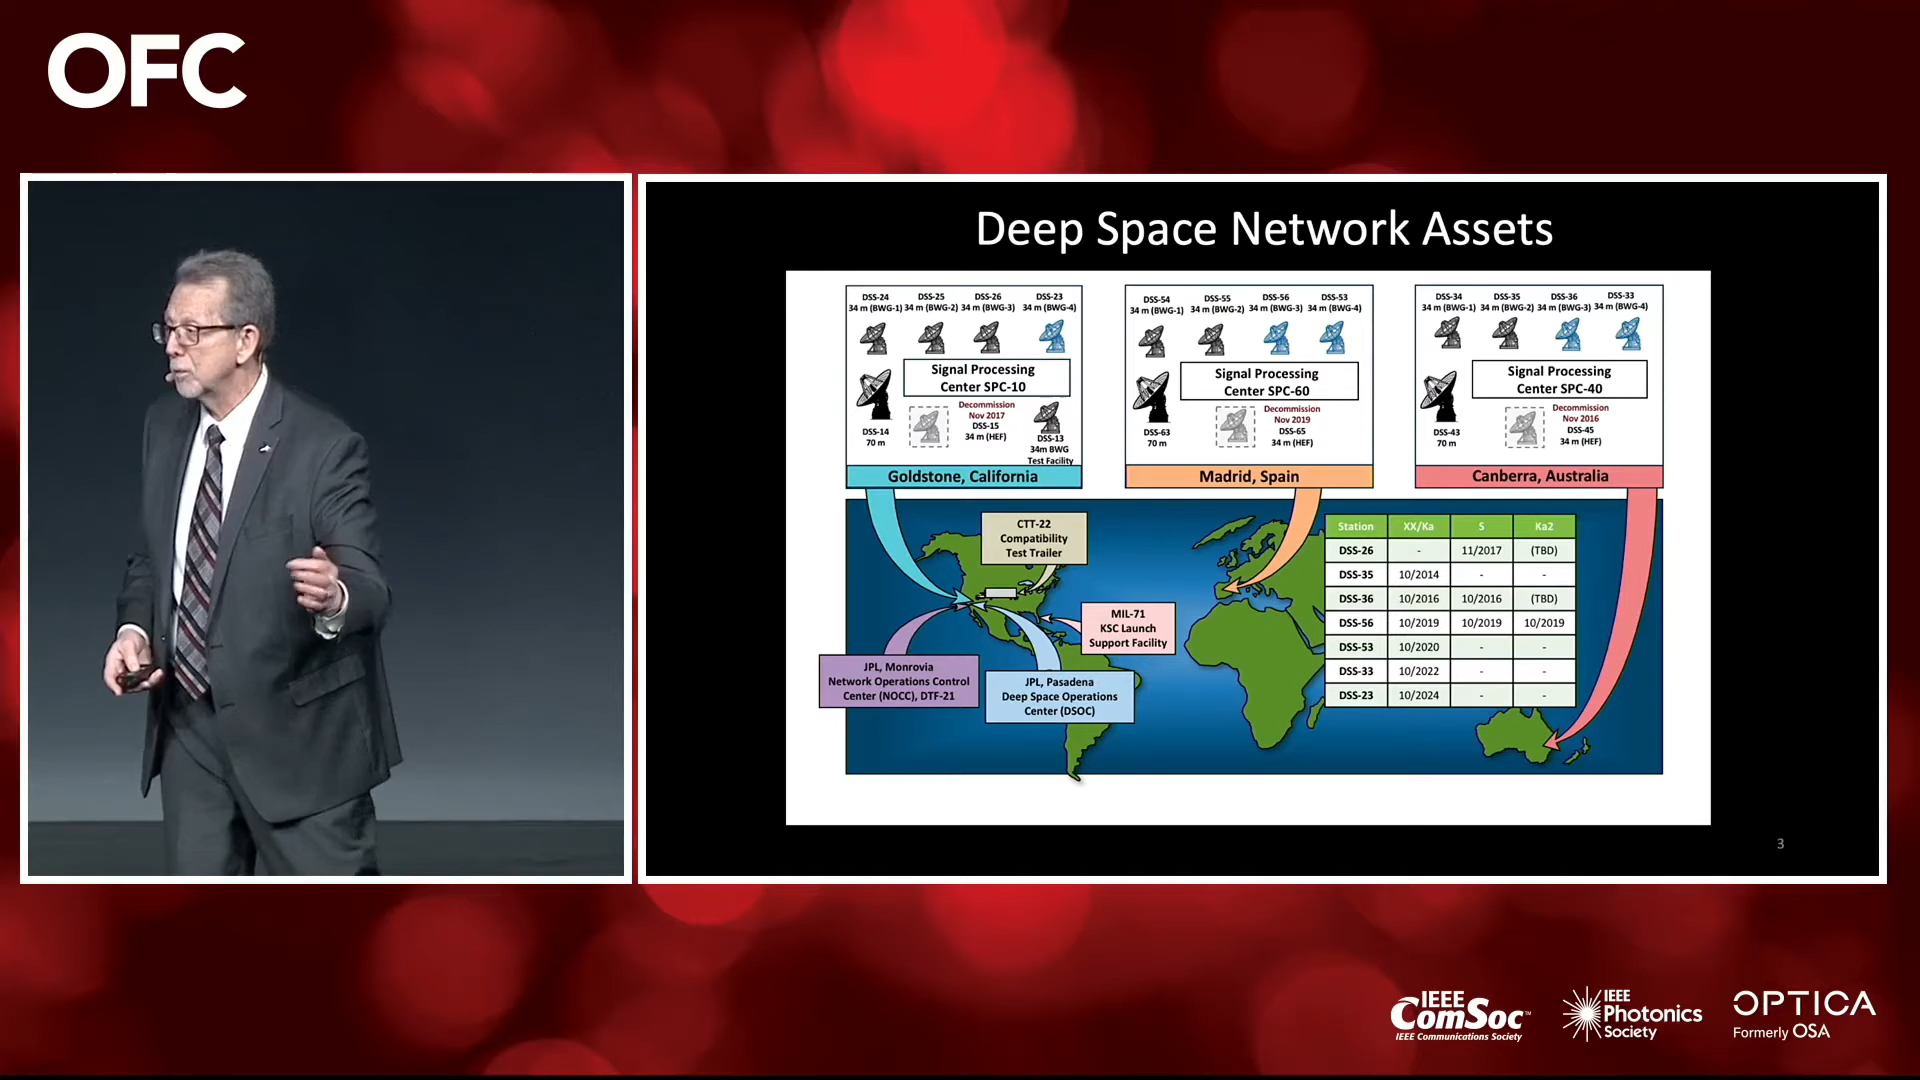 OFC
Deep Space Network Assets
DSS-24
34 m (BWG-1)
DSS-25
34 m (BWG-2)
DSS-26
34 m (BWG-3)
DSS-23
34 m (BWG-4)
Signal Processing
Center SPC-10
DSS-14
70 m
Decommission
Nov 2017
DSS-15
34 m (HEF)
DSS-13
34m BWG
Test Facility
Goldstone, California
DSS-54
34 m (BWG-1)
DSS-55
34 m (BWG-2)
DSS-56
34 m (BWG-3)
DSS-53
34 m (BWG-4)
Signal Processing
Center SPC-60
DSS-63
70 m
Decommission
Nov 2019
DSS-65
34 m (HEF)
Madrid, Spain
DSS-34
34 m (BWG-1)
DSS-35
34 m (BWG-2)
DSS-36
34 m (BWG-3)
DSS-33
34 m (BWG-4)
Signal Processing
Center SPC-40
DSS-43
70 m
Decommission
Nov 2016
DSS-45
34 m (HEF)
Canberra, Australia
CTT-22
Compatibility
Test Trailer
MIL-71
KSC Launch
Support Facility
JPL, Monrovia
Network Operations Control
Center (NOCC), DTF-21
JPL, Pasadena
Deep Space Operations
Center (DSOC)
Station XX/Ka S Ka2
DSS-26 - 11/2017 (TBD)
DSS-35 10/2014 - -
DSS-36 10/2016 10/2016 (TBD)
DSS-56 10/2019 10/2019 10/2019
DSS-53 10/2020 - -
DSS-33 10/2022 - -
DSS-23 10/2024 - -
3
IEEE
ComSoc™
IEEE Communications Society
IEEE
Photonics
Society
OPTICA
Formerly OSA